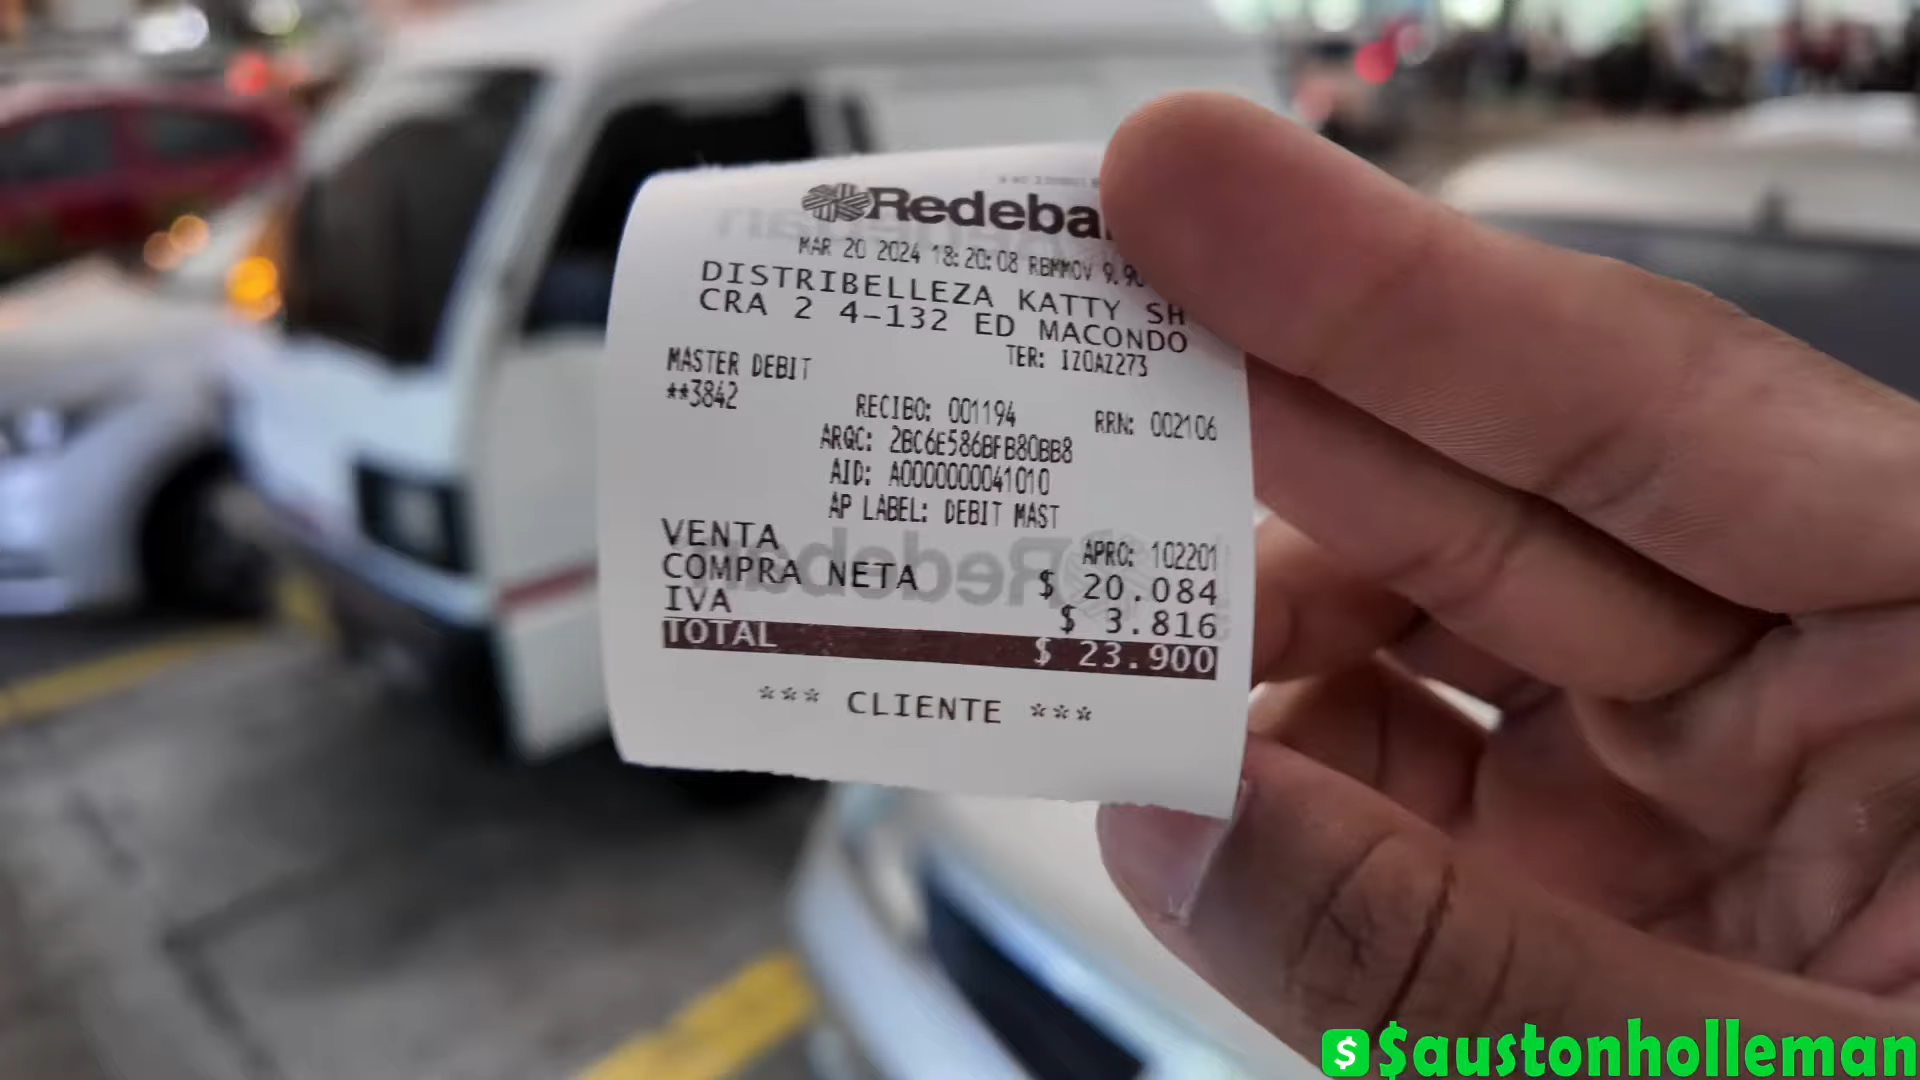 Redeba
MAR 20 2024 18:20:08 RBMMOV 9.90
DISTRIBELLEZA KATTY SH
CRA 2 4-132 ED MACONDO
TER: IZOAZ273
MASTER DEBIT
**3842
RECIBO: 001194
RRN: 002106
ARQC: 2BC6E586BFB80BB8
AID: A0000000041010
AP LABEL: DEBIT MAST
VENTA
APRO: 102201
COMPRA NETA $ 20.084
IVA $ 3.816
TOTAL $ 23.900
*** CLIENTE ***
$austonholleman